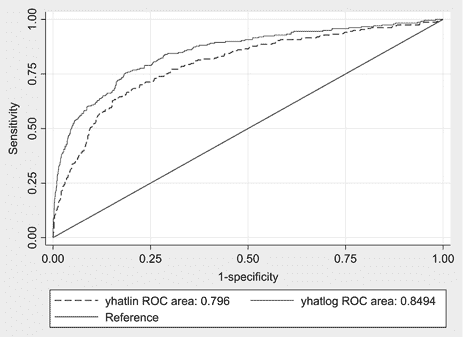 Sensitivity
1.00
0.75
0.50
0.25
0.00
0.00 0.25 0.50 0.75 1.00
1-specificity
yhatlin ROC area: 0.796 yhatlog ROC area: 0.8494
Reference